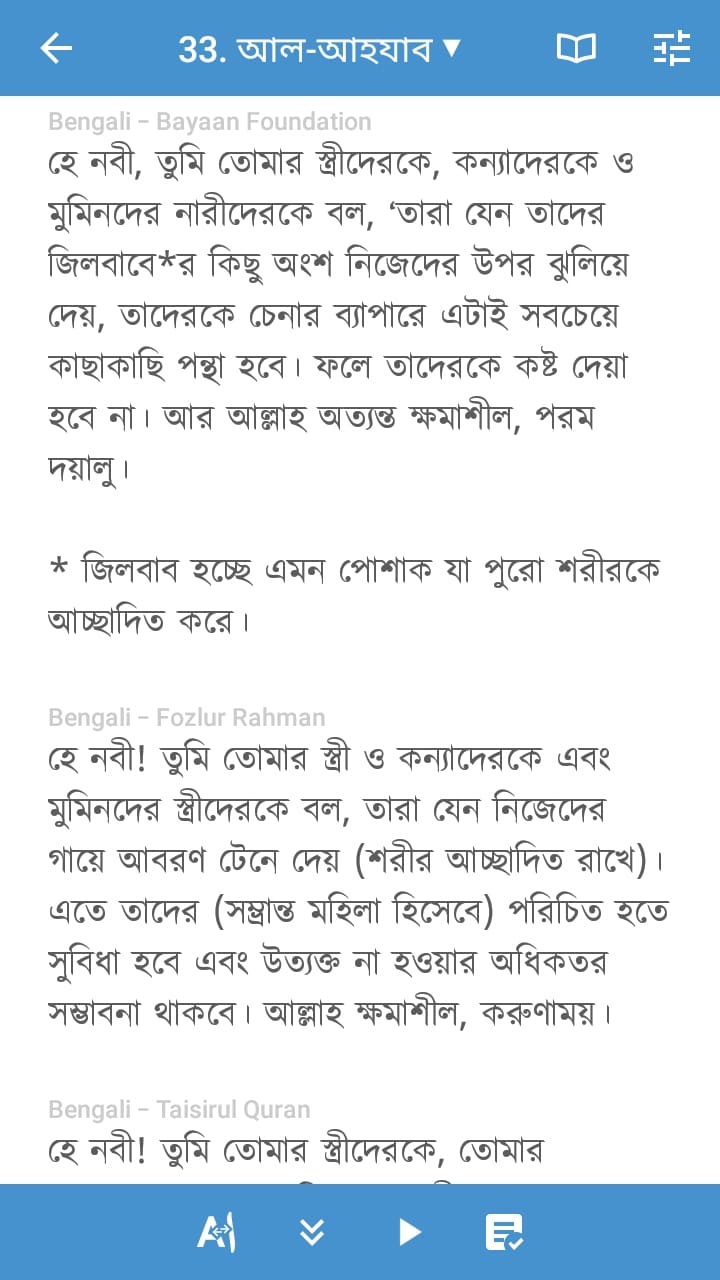 33. আল-আহযাব ▼
Bengali – Bayaan Foundation
হে নবী, তুমি তোমার স্ত্রীদেরকে, কন্যাদেরকে ও
মুমিনদের নারীদেরকে বল, ‘তারা যেন তাদের
জিলবাবে*র কিছু অংশ নিজেদের উপর ঝুলিয়ে
দেয়, তাদেরকে চেনার ব্যাপারে এটাই সবচেয়ে
কাছাকাছি পন্থা হবে। ফলে তাদেরকে কষ্ট দেয়া
হবে না। আর আল্লাহ অত্যন্ত ক্ষমাশীল, পরম
দয়ালু।
* জিলবাব হচ্ছে এমন পোশাক যা পুরো শরীরকে
আচ্ছাদিত করে।
Bengali – Fozlur Rahman
হে নবী! তুমি তোমার স্ত্রী ও কন্যাদেরকে এবং
মুমিনদের স্ত্রীদেরকে বল, তারা যেন নিজেদের
গায়ে আবরণ টেনে দেয় (শরীর আচ্ছাদিত রাখে)।
এতে তাদের (সম্ভ্রান্ত মহিলা হিসেবে) পরিচিত হতে
সুবিধা হবে এবং উত্যক্ত না হওয়ার অধিকতর
সম্ভাবনা থাকবে। আল্লাহ ক্ষমাশীল, করুণাময়।
Bengali – Taisirul Quran
হে নবী! তুমি তোমার স্ত্রীদেরকে, তোমার